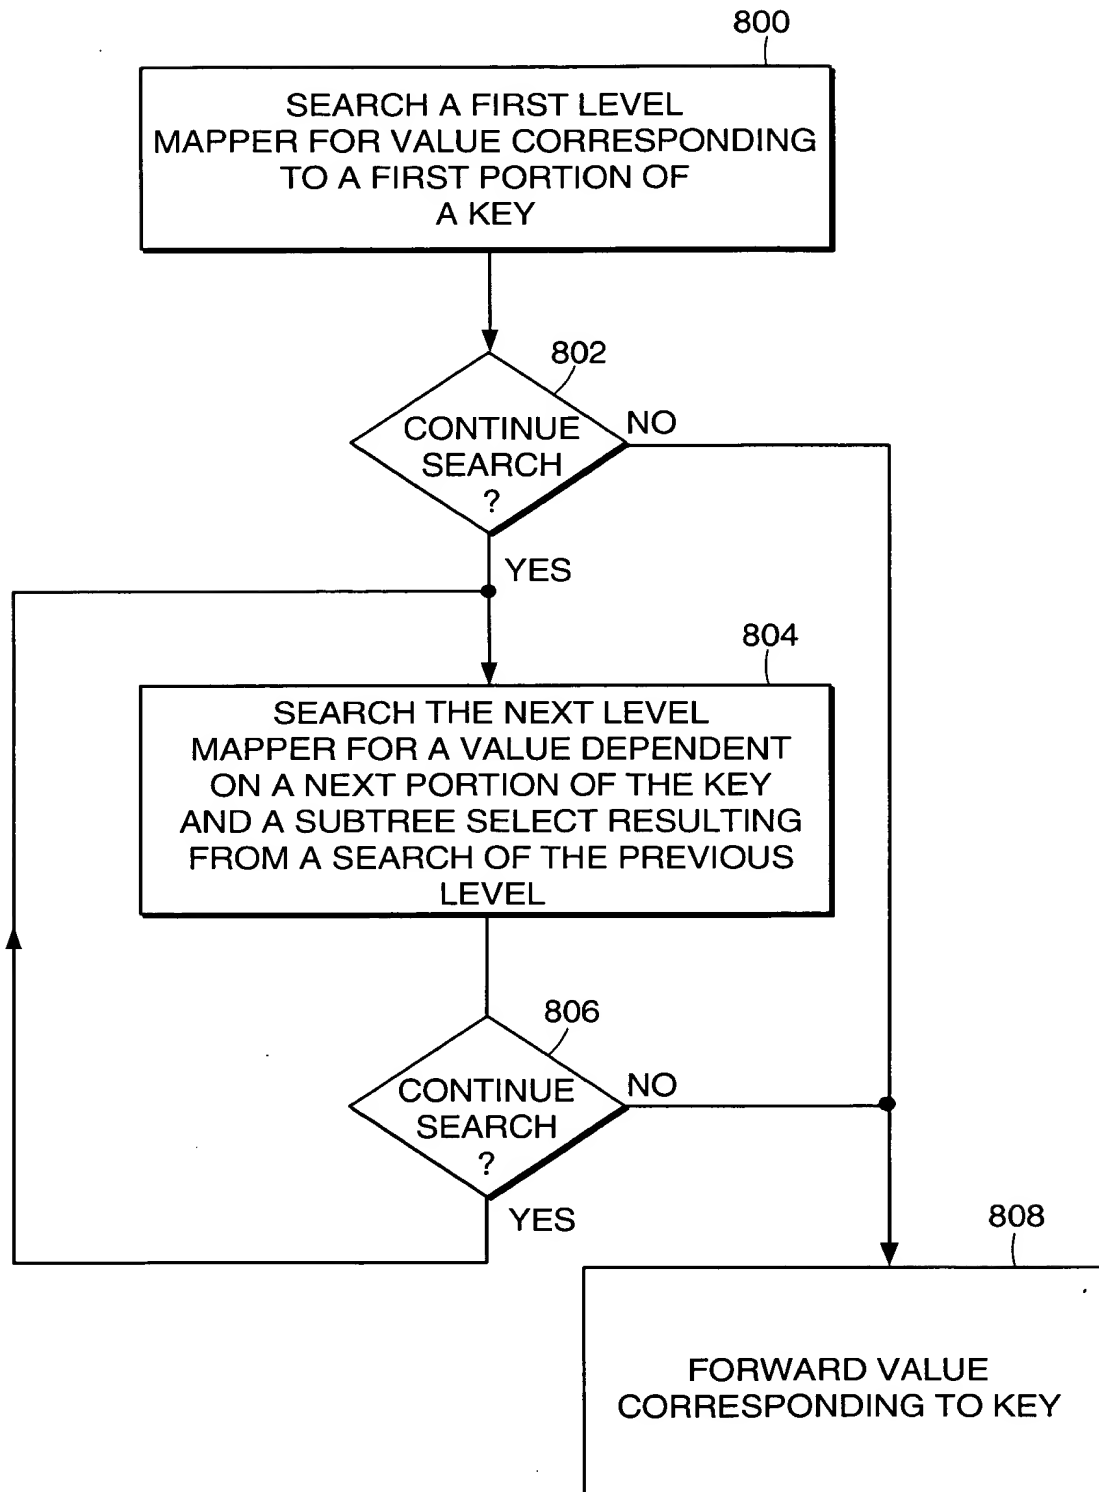 800
SEARCH A FIRST LEVEL
MAPPER FOR VALUE CORRESPONDING
TO A FIRST PORTION OF
A KEY
802
CONTINUE
SEARCH
?
NO
YES
804
SEARCH THE NEXT LEVEL
MAPPER FOR A VALUE DEPENDENT
ON A NEXT PORTION OF THE KEY
AND A SUBTREE SELECT RESULTING
FROM A SEARCH OF THE PREVIOUS
LEVEL
806
CONTINUE
SEARCH
?
NO
YES
808
FORWARD VALUE
CORRESPONDING TO KEY